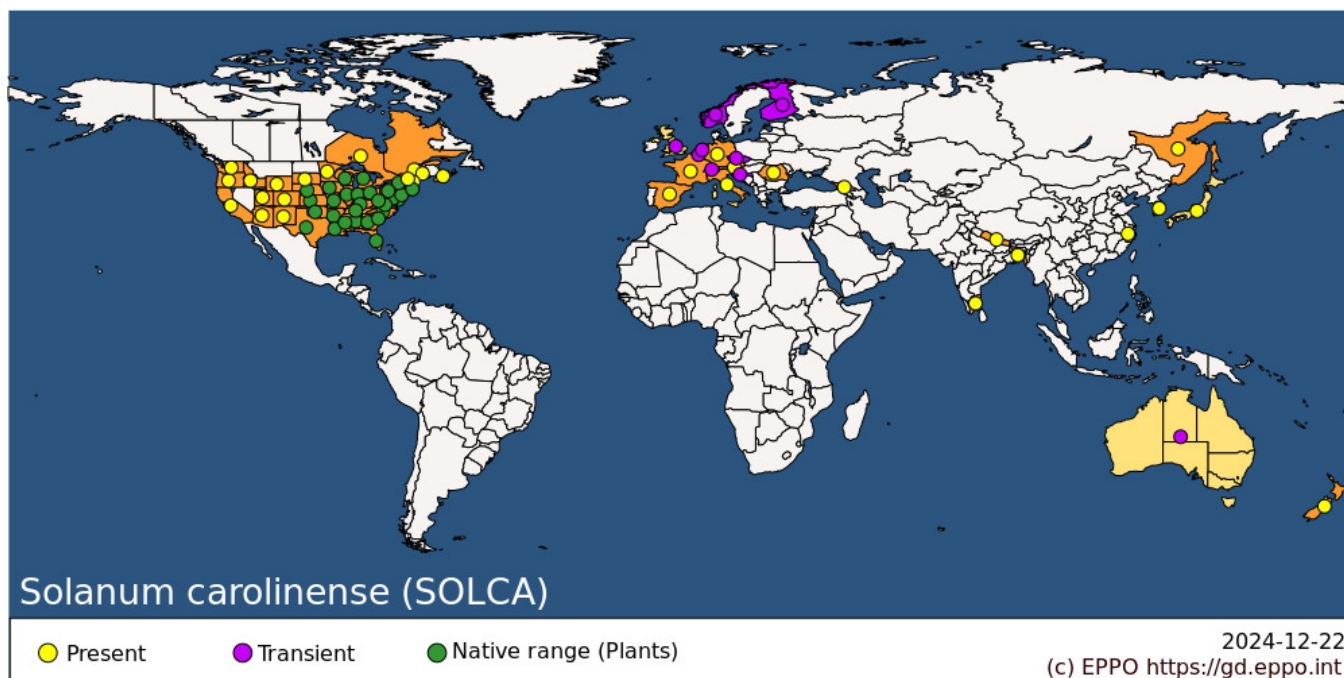 Solanum carolinense (SOLCA)
Present
Transient
Native range (Plants)
2024-12-22
(c) EPPO https://gd.eppo.int